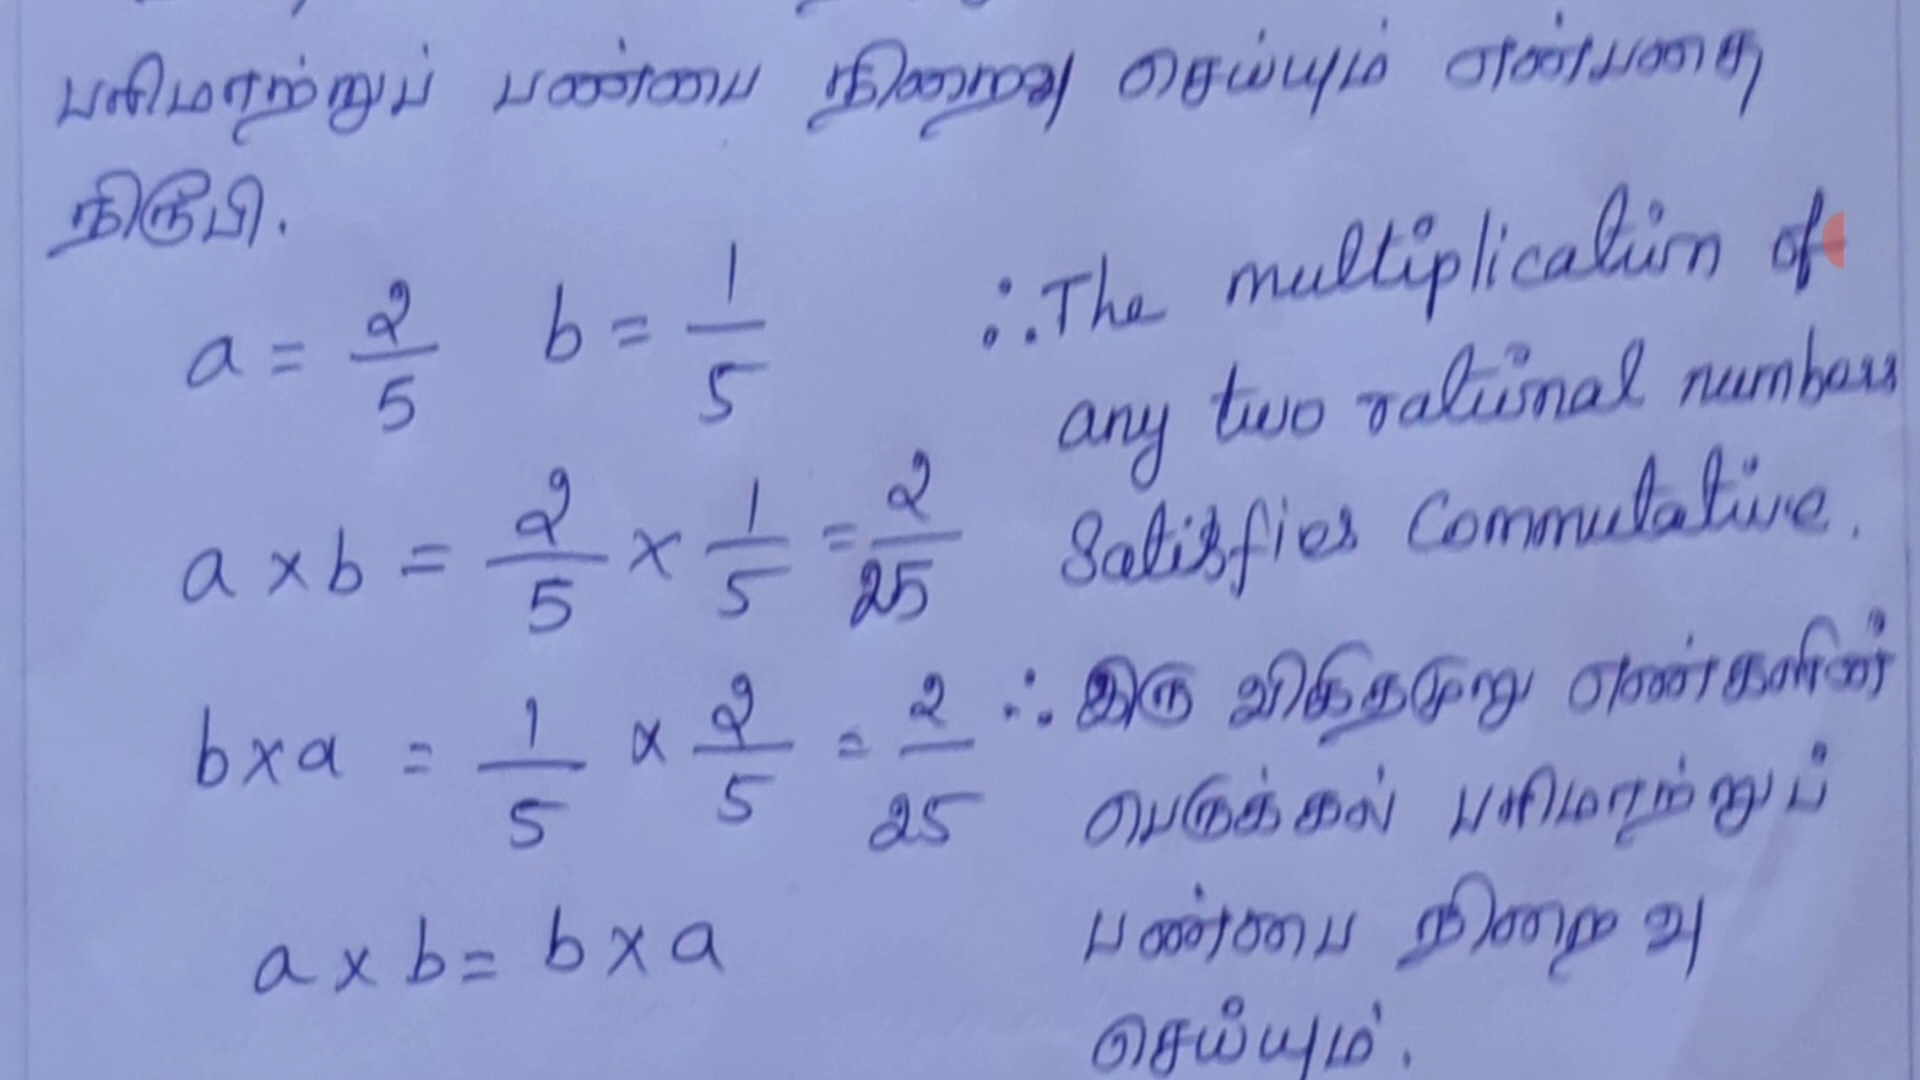 பரிமாற்றுப் பண்பை நிறைவு செய்யும் என்பதை
நிரூபி.
a = 2/5 b = 1/5
a × b = 2/5 × 1/5 = 2/25
b × a = 1/5 × 2/5 = 2/25
a × b = b × a
∴ The multiplication of
any two rational numbers
Satisfies Commutative.
∴ இரு விகிதமுறு எண்களின்
பெருக்கல் பரிமாற்றுப்
பண்பை நிறைவு
செய்யும்.